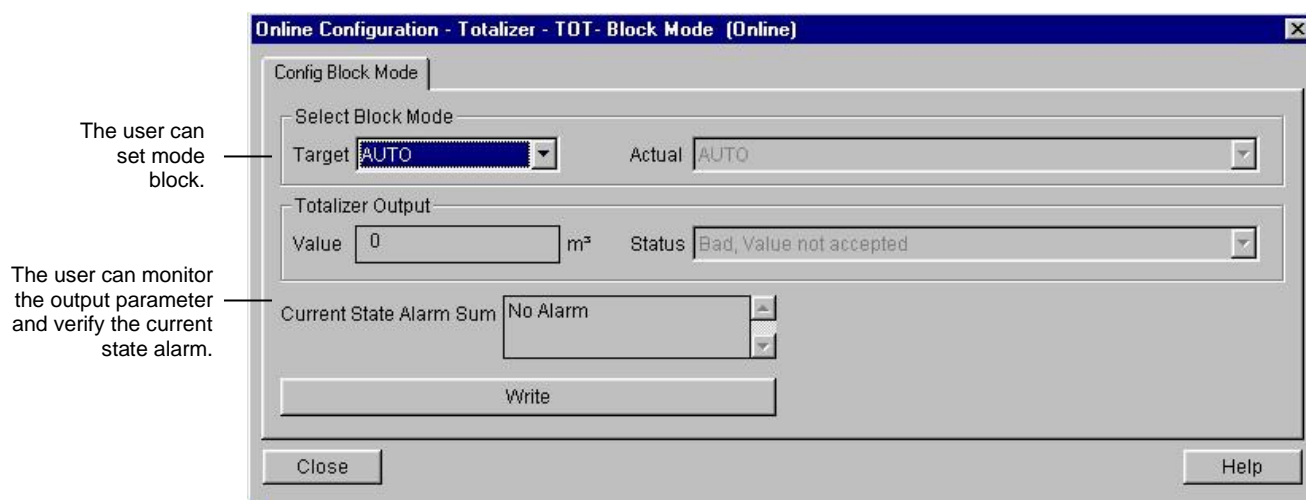 Online Configuration - Totalizer - TOT- Block Mode (Online)
Config Block Mode
Select Block Mode
The user can
set mode
block.
Target AUTO Actual AUTO
Totalizer Output
Value 0 m³ Status Bad, Value not accepted
The user can monitor
the output parameter
and verify the current
state alarm.
Current State Alarm Sum No Alarm
Write
Close Help